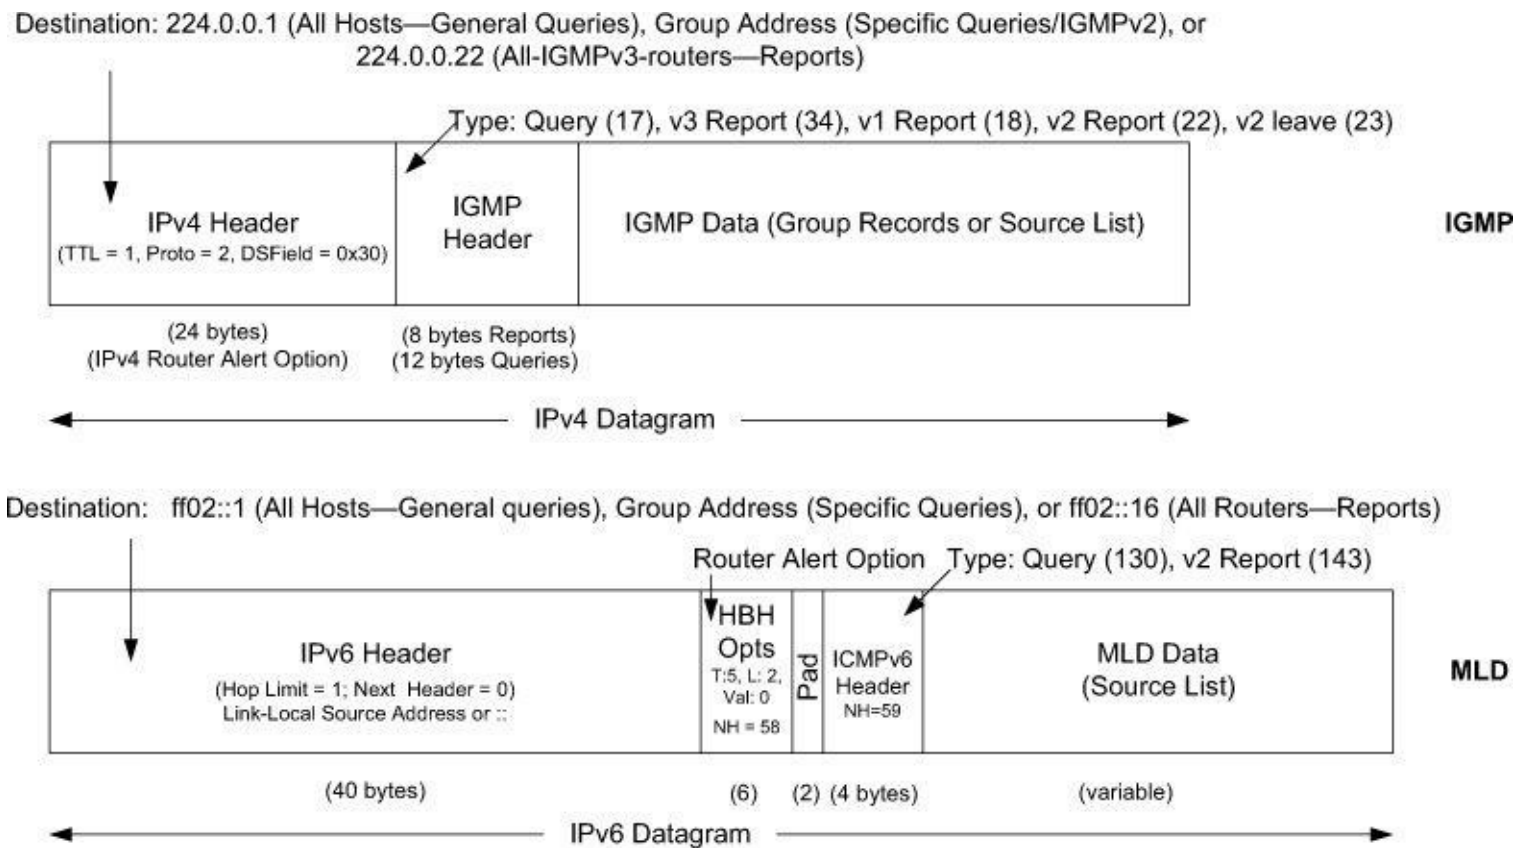 Destination: 224.0.0.1 (All Hosts—General Queries), Group Address (Specific Queries/IGMPv2), or
224.0.0.22 (All-IGMPv3-routers—Reports)
Type: Query (17), v3 Report (34), v1 Report (18), v2 Report (22), v2 leave (23)
IPv4 Header
(TTL = 1, Proto = 2, DSField = 0x30)
IGMP
Header
IGMP Data (Group Records or Source List)
IGMP
(24 bytes)
(IPv4 Router Alert Option)
(8 bytes Reports)
(12 bytes Queries)
IPv4 Datagram
Destination: ff02::1 (All Hosts—General queries), Group Address (Specific Queries), or ff02::16 (All Routers—Reports)
Router Alert Option
Type: Query (130), v2 Report (143)
IPv6 Header
(Hop Limit = 1; Next Header = 0)
Link-Local Source Address or ::
HBH
Opts
T:5, L: 2,
Val: 0
NH = 58
Pad
ICMPv6
Header
NH=59
MLD Data
(Source List)
MLD
(40 bytes)
(6)
(2)
(4 bytes)
(variable)
IPv6 Datagram